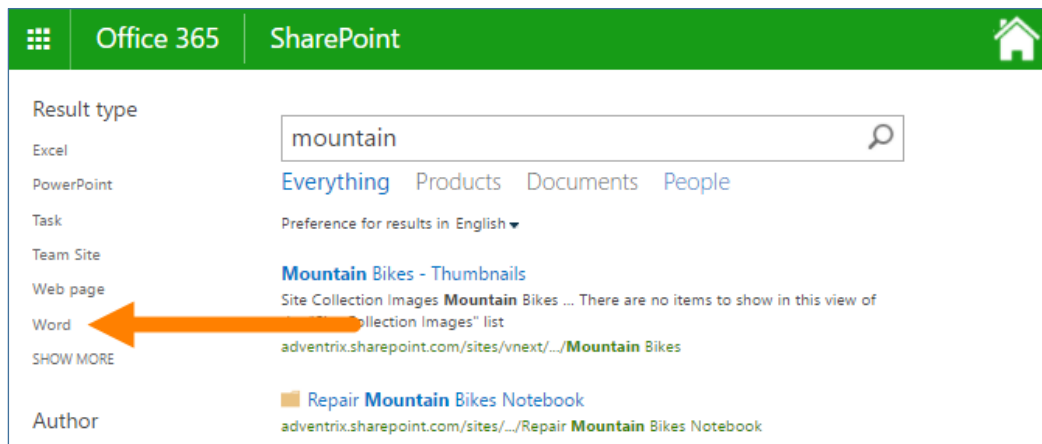 Office 365 SharePoint
Result type
Excel
PowerPoint
Task
Team Site
Web page
Word
SHOW MORE
Author
mountain
Everything Products Documents People
Preference for results in English
Mountain Bikes - Thumbnails
Site Collection Images Mountain Bikes ... There are no items to show in this view of
Collection Images" list
adventrix.sharepoint.com/sites/vnext/.../Mountain Bikes
Repair Mountain Bikes Notebook
adventrix.sharepoint.com/sites/.../Repair Mountain Bikes Notebook